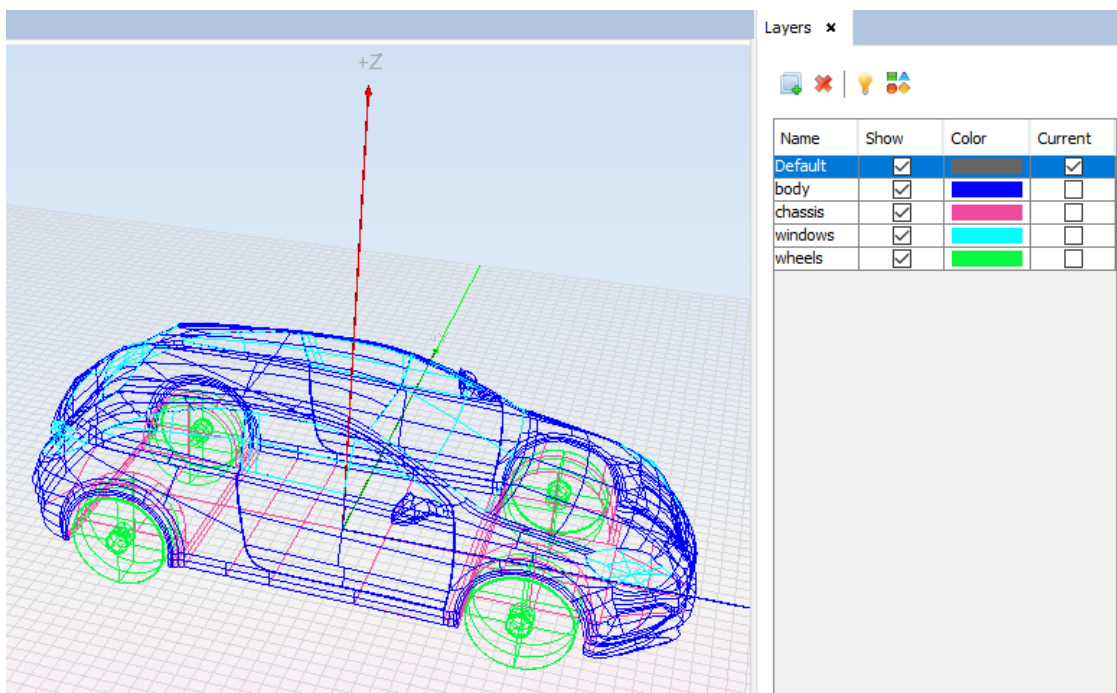 Layers
+Z
Name Show Color Current
Default
body
chassis
windows
wheels